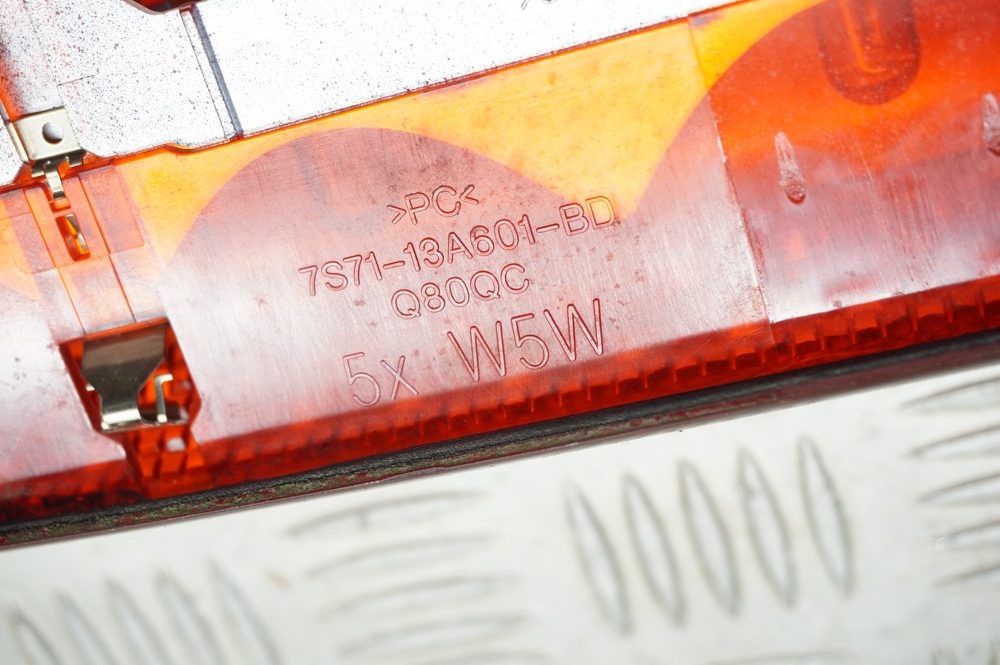 >PC<
7S71-13A601-BD
Q80QC
5x W5W